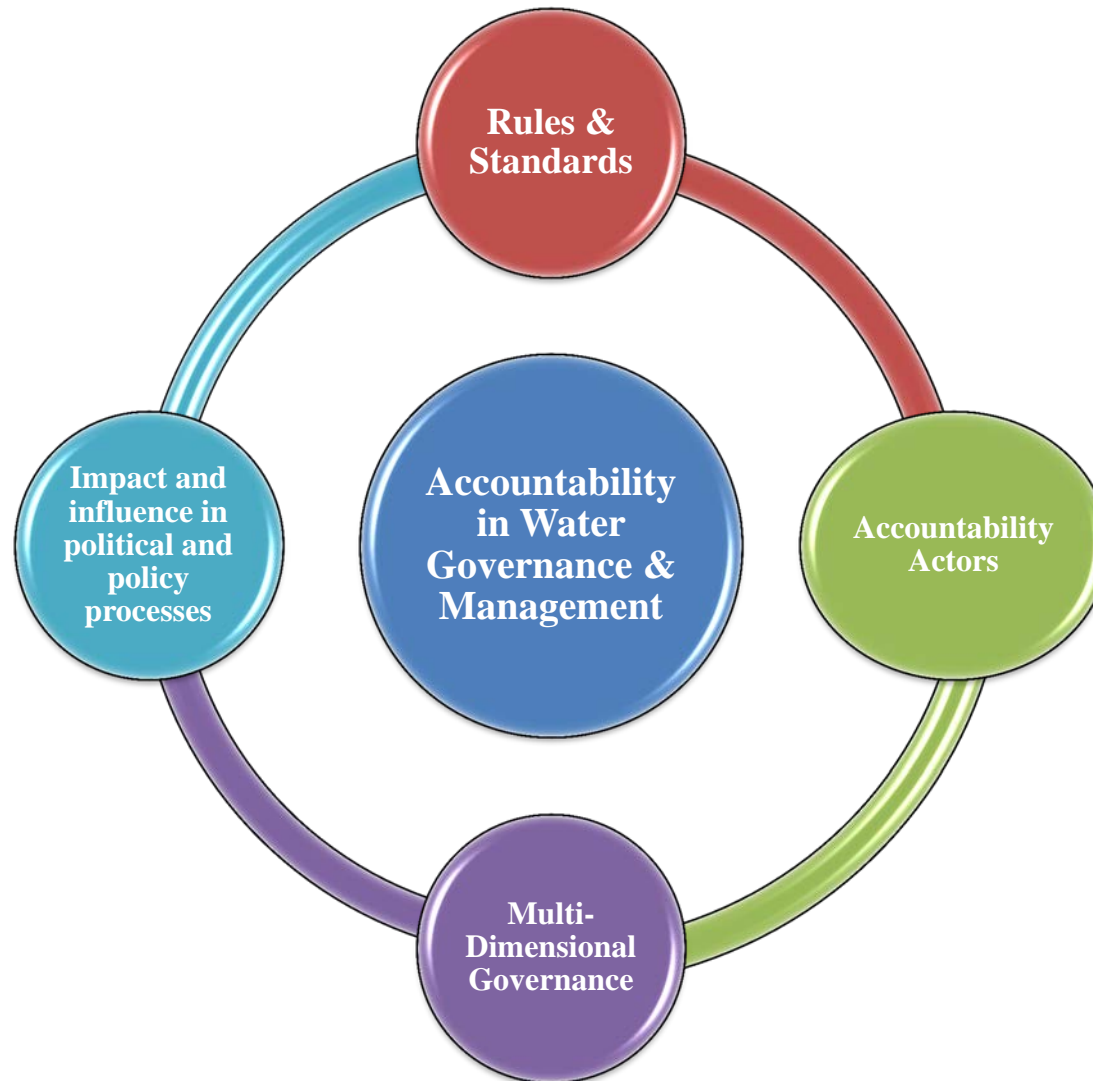 Rules &
Standards
Accountability
in Water
Governance &
Management
Impact and
influence in
political and
policy
processes
Accountability
Actors
Multi-
Dimensional
Governance